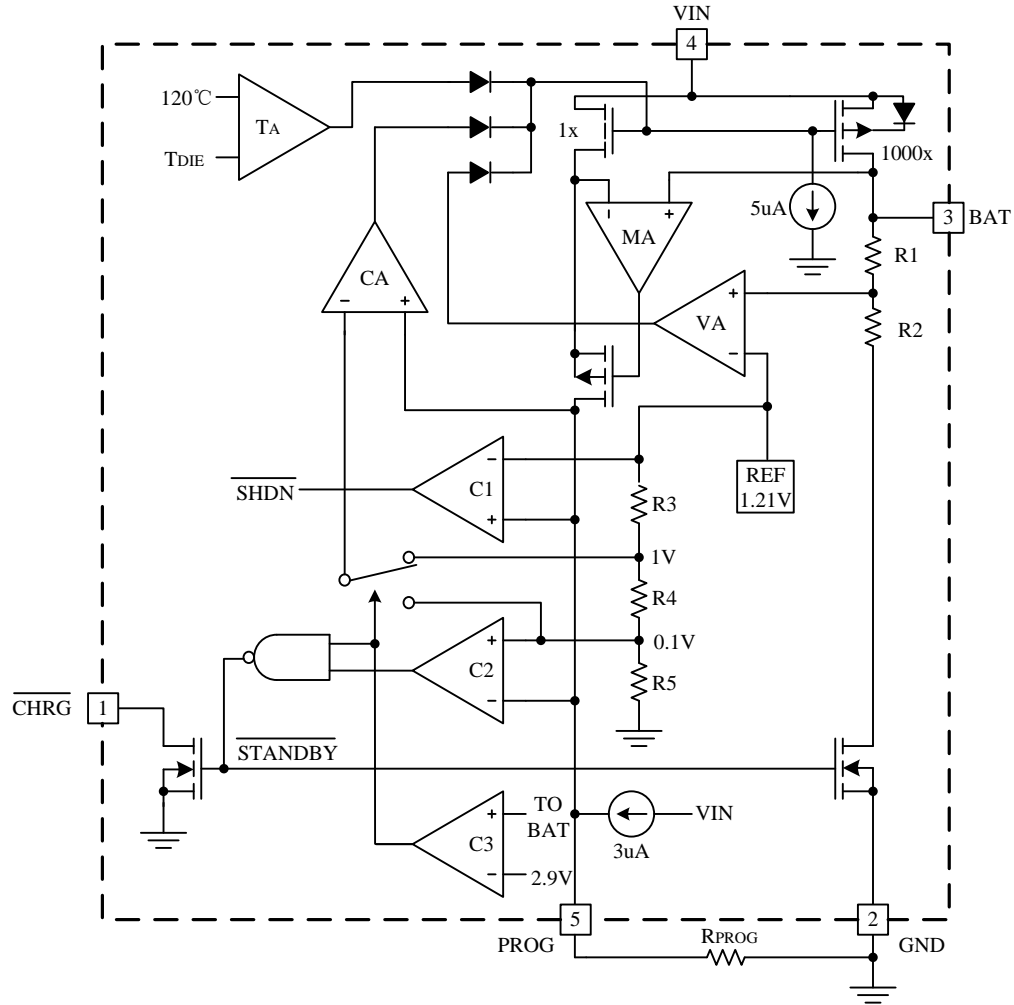 VIN
4
120℃
TA
TDIE
1x
1000x
5uA
3
BAT
MA
R1
CA
VA
R2
SHDN
C1
R3
REF
1.21V
1V
R4
0.1V
C2
R5
CHRG
1
STANDBY
TO
BAT
VIN
C3
3uA
2.9V
5
2
PROG
RPROG
GND
−
+
+
−
−
+
−
+
+
−
+
−